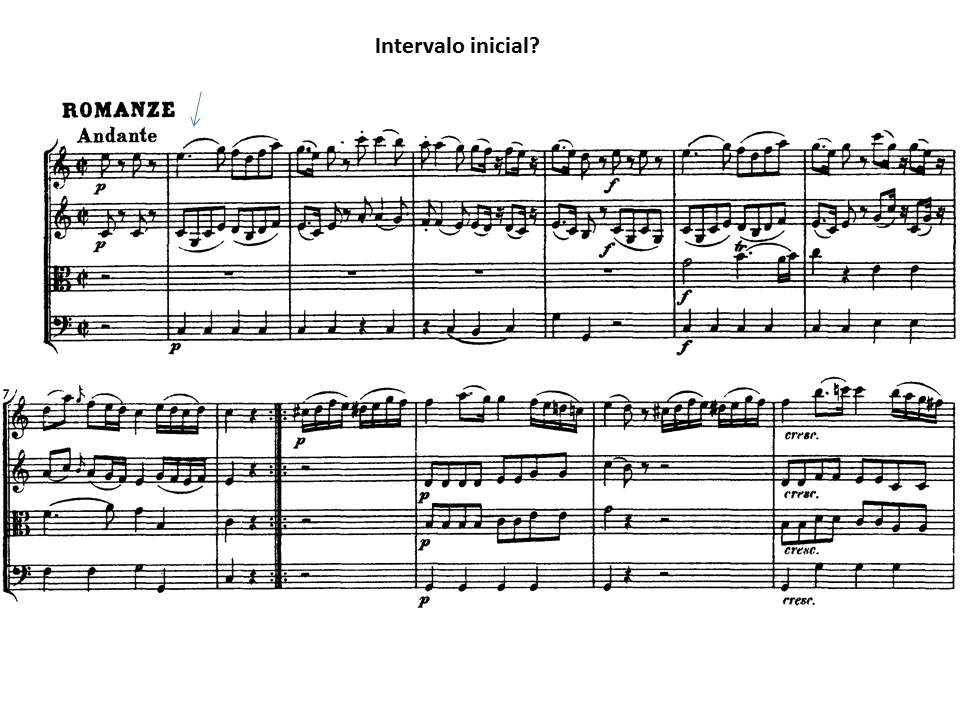 Intervalo inicial?
ROMANZE
Andante
p
p
p
f
f
f
tr.
f
7
p
p
p
p
cresc.
cresc.
cresc.
cresc.